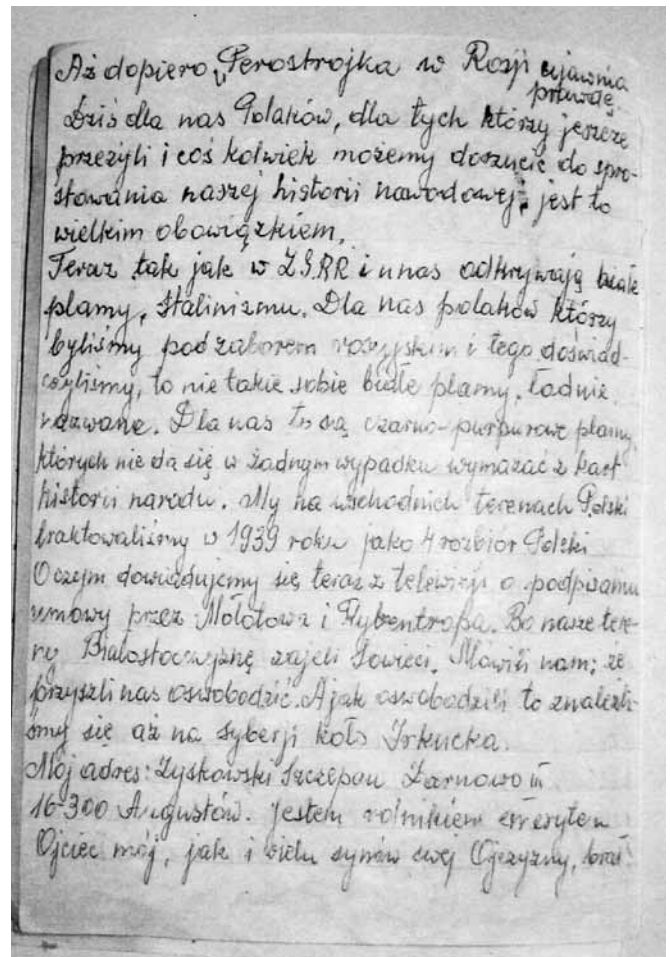 Aż dopiero Perostrojka w Rosji ujawnia
prawdę.
Dziś dla nas Polaków, dla tych którzy jeszcze
przeżyli i coś kolwiek możemy dorzucić do spro-
stowania naszej historii narodowej, jest to
wielkim obowiązkiem.
Teraz tak jak w ZSRR i unas odkrywają białe
plamy, Stalinizmu. Dla nas polaków którzy
byliśmy pod zaborem rosyjskim i tego doświad-
czyliśmy, to nie takie sobie białe plamy, ładnie
nazwane. Dla nas to są czarno-purpurowe plamy,
których nie da się w żadnym wypadku wymazać z kart
historii narodu. My na wschodnich terenach Polski
traktowaliśmy w 1939 roku jako 4 rozbior Polski
O czym dowiadujemy się teraz z telewizji o podpisaniu
umowy przez Mołotowa i Rybentropa. Bo nasze tere-
ny Białostocczyznę zajeli Sowieci. Mowili nam; że
przyszli nas oswobodzić. A jak oswobodzili to znaleźli-
śmy się aż na syberji koło Irkucka.
Mój adres: Zyskowski Szczepan Żarnowo III
16-300 Augustów. Jestem rolnikiem emerytem
Ojciec mój, jak i wielu synów swej Ojczyzny, brał